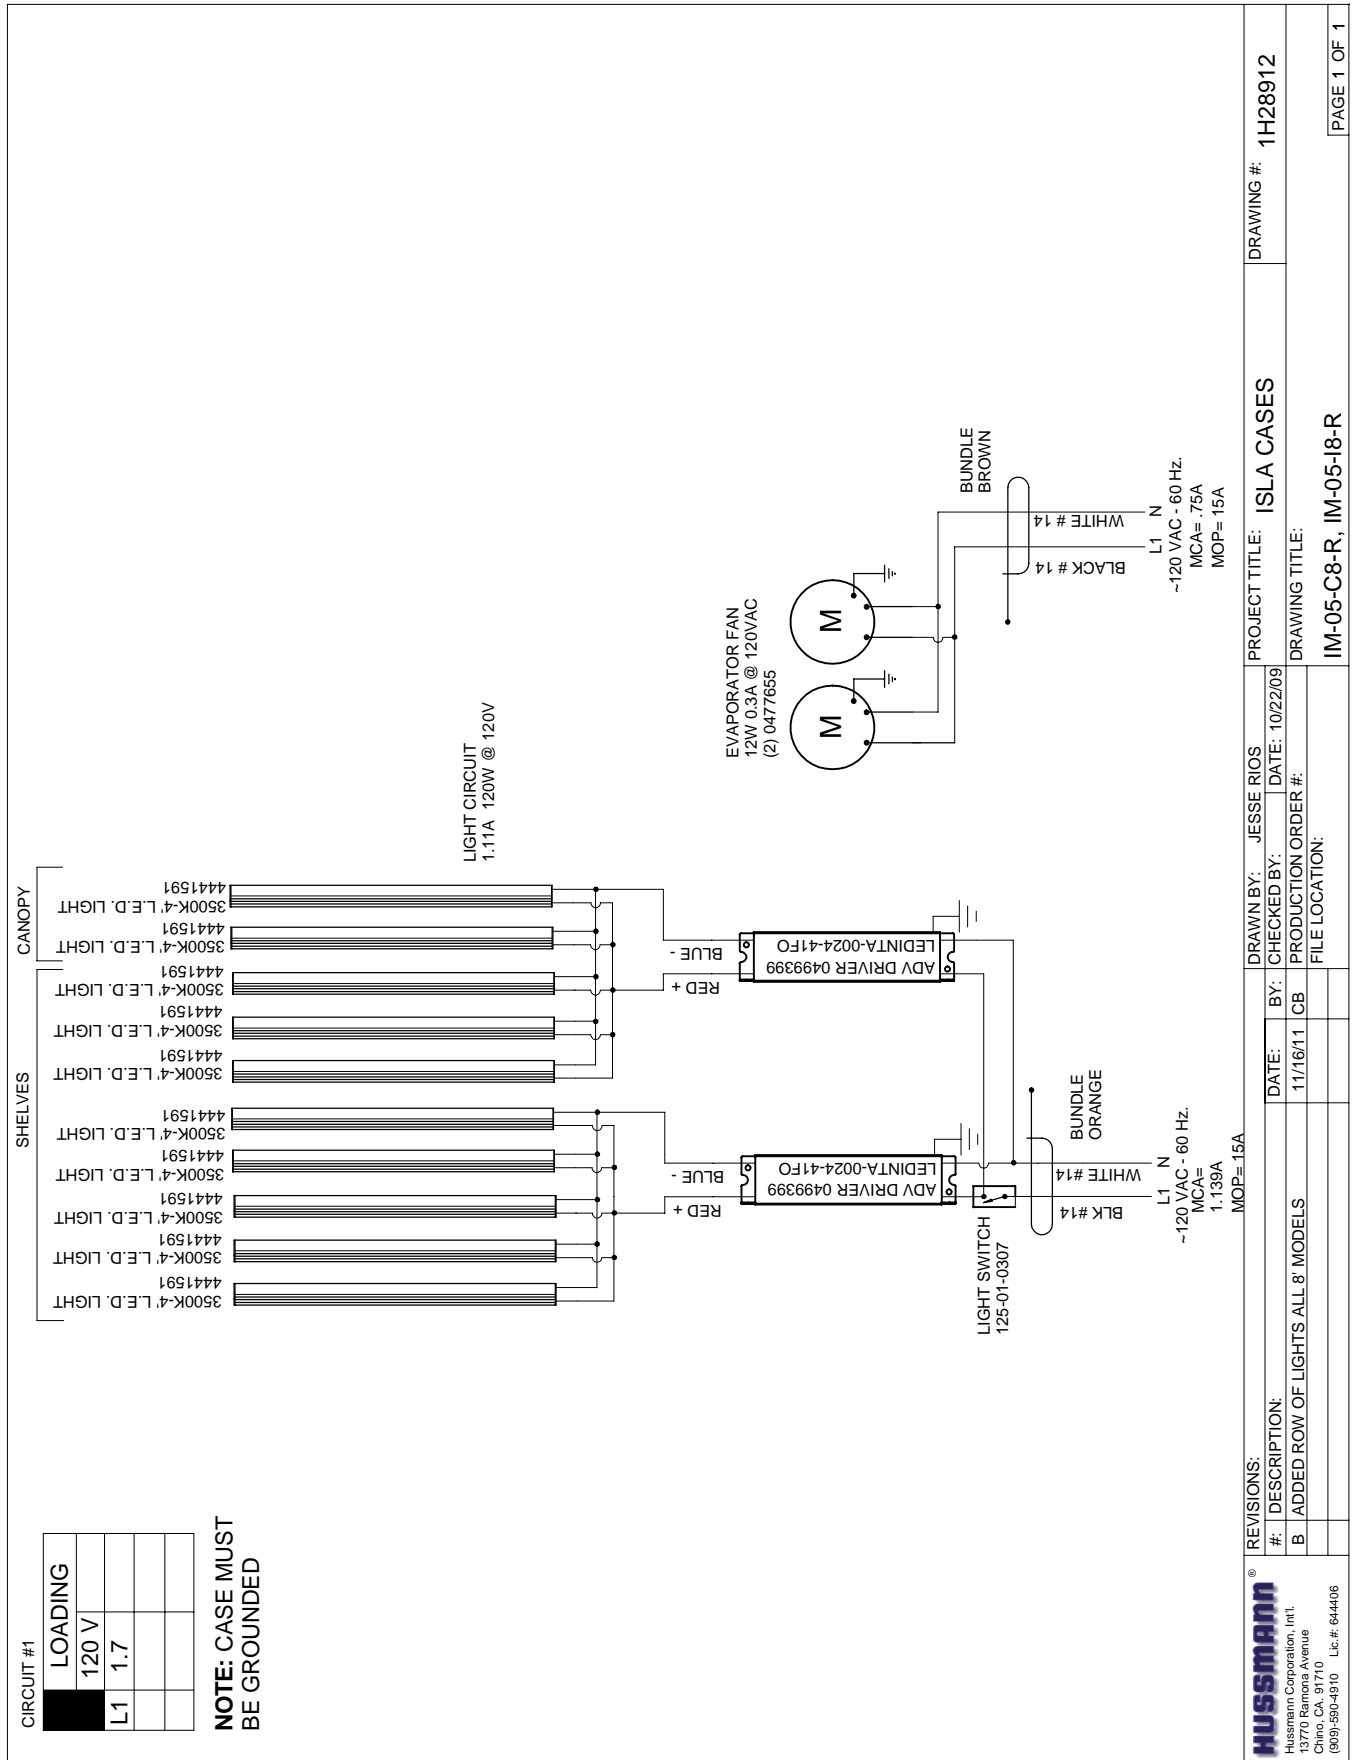 CIRCUIT #1
LOADING
120 V
L1 1.7
NOTE: CASE MUST
BE GROUNDED
SHELVES
CANOPY
3500K-4' L.E.D. LIGHT
4441591
3500K-4' L.E.D. LIGHT
4441591
3500K-4' L.E.D. LIGHT
4441591
3500K-4' L.E.D. LIGHT
4441591
3500K-4' L.E.D. LIGHT
4441591
3500K-4' L.E.D. LIGHT
4441591
3500K-4' L.E.D. LIGHT
4441591
3500K-4' L.E.D. LIGHT
4441591
3500K-4' L.E.D. LIGHT
4441591
3500K-4' L.E.D. LIGHT
4441591
LIGHT CIRCUIT
1.11A 120W @ 120V
RED +
BLUE -
RED +
BLUE -
ADV DRIVER 0499399
LEDINTA-0024-41FO
ADV DRIVER 0499399
LEDINTA-0024-41FO
EVAPORATOR FAN
12W 0.3A @ 120VAC
(2) 0477655
M
M
LIGHT SWITCH
125-01-0307
BUNDLE
ORANGE
BLK #14
WHITE #14
L1 N
~120 VAC - 60 Hz.
MCA=
1.139A
MOP= 15A
BUNDLE
BROWN
BLACK # 14
WHITE # 14
L1 N
~120 VAC - 60 Hz.
MCA= .75A
MOP= 15A
HUSSMANN ®
Hussmann Corporation, Int'l.
13770 Ramona Avenue
Chino, CA. 91710
(909)-590-4910 Lic.#: 644406
REVISIONS:
#: DESCRIPTION: DATE: BY:
B ADDED ROW OF LIGHTS ALL 8' MODELS 11/16/11 CB
DRAWN BY: JESSE RIOS
CHECKED BY: DATE: 10/22/09
PRODUCTION ORDER #:
FILE LOCATION:
PROJECT TITLE: ISLA CASES
DRAWING TITLE:
IM-05-C8-R, IM-05-I8-R
DRAWING #: 1H28912
PAGE 1 OF 1